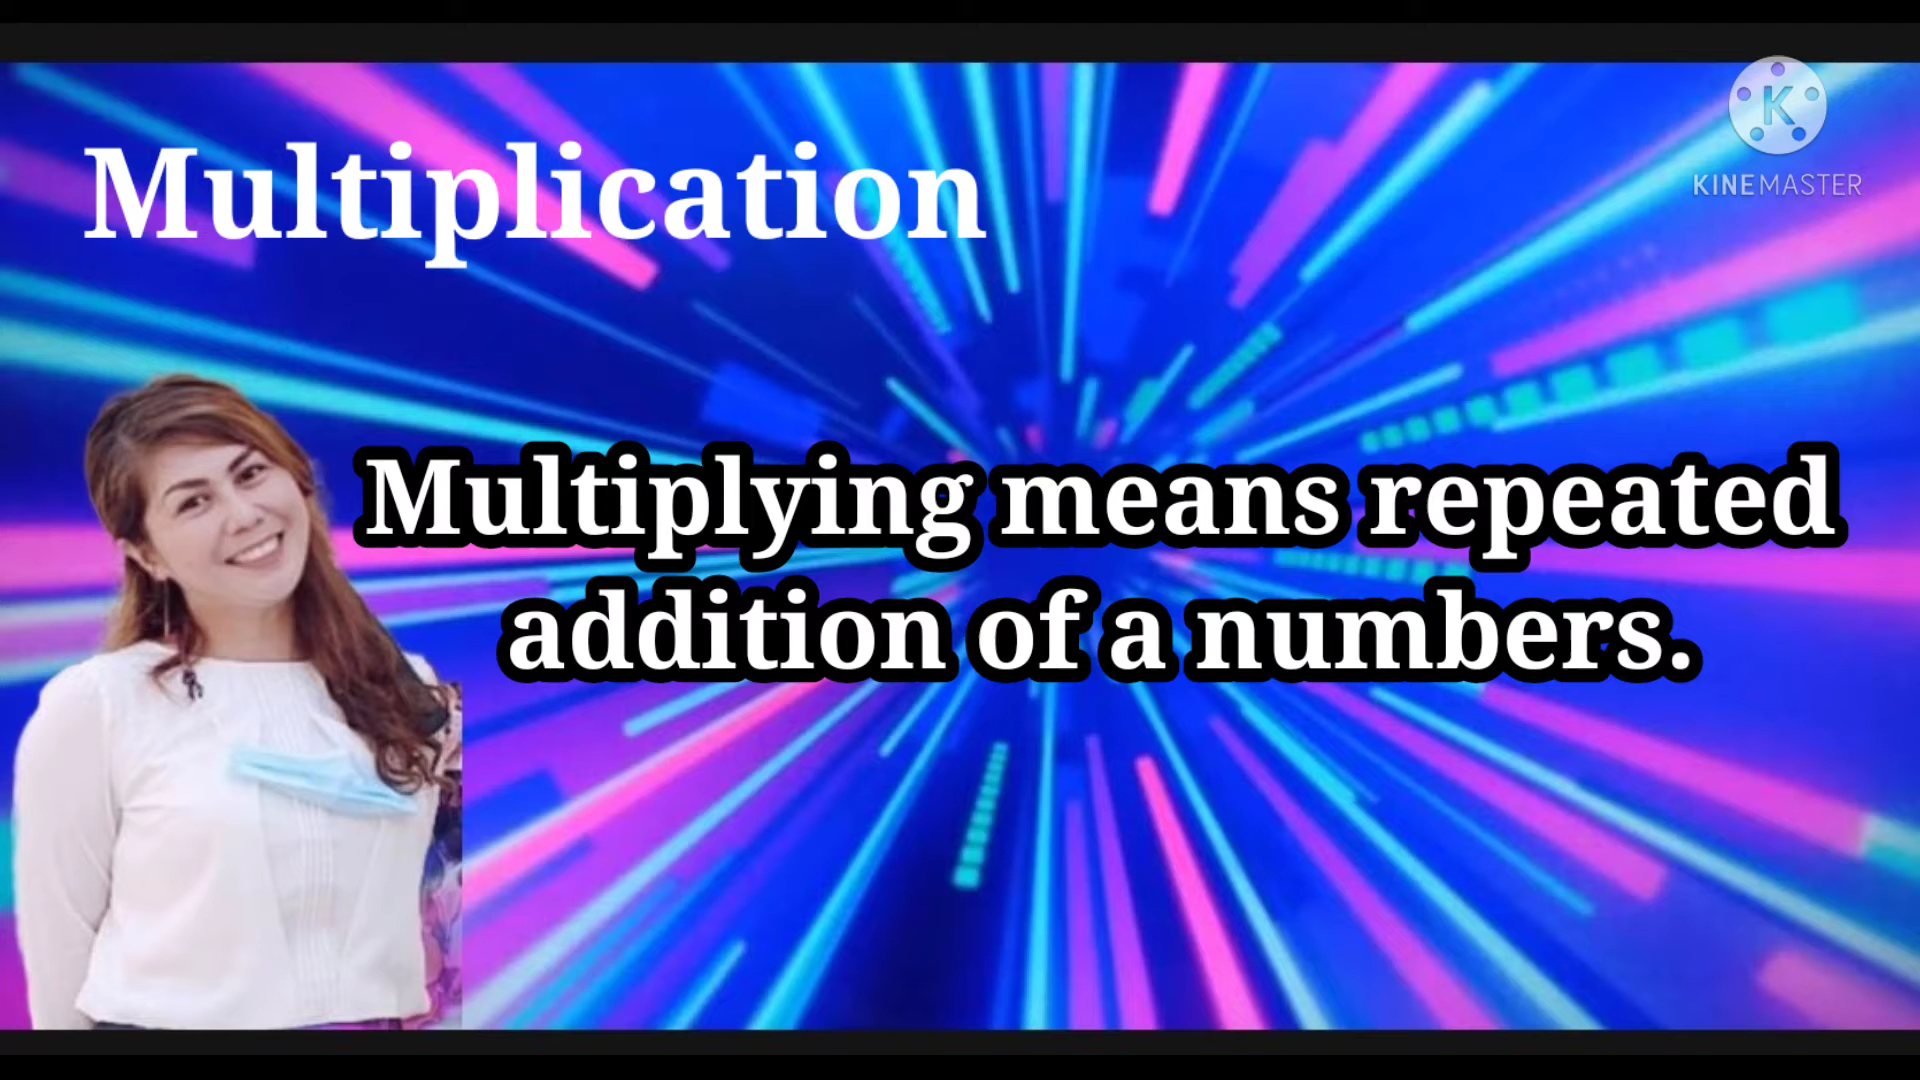 Multiplication
K
KINEMASTER
Multiplying means repeated
addition of a numbers.